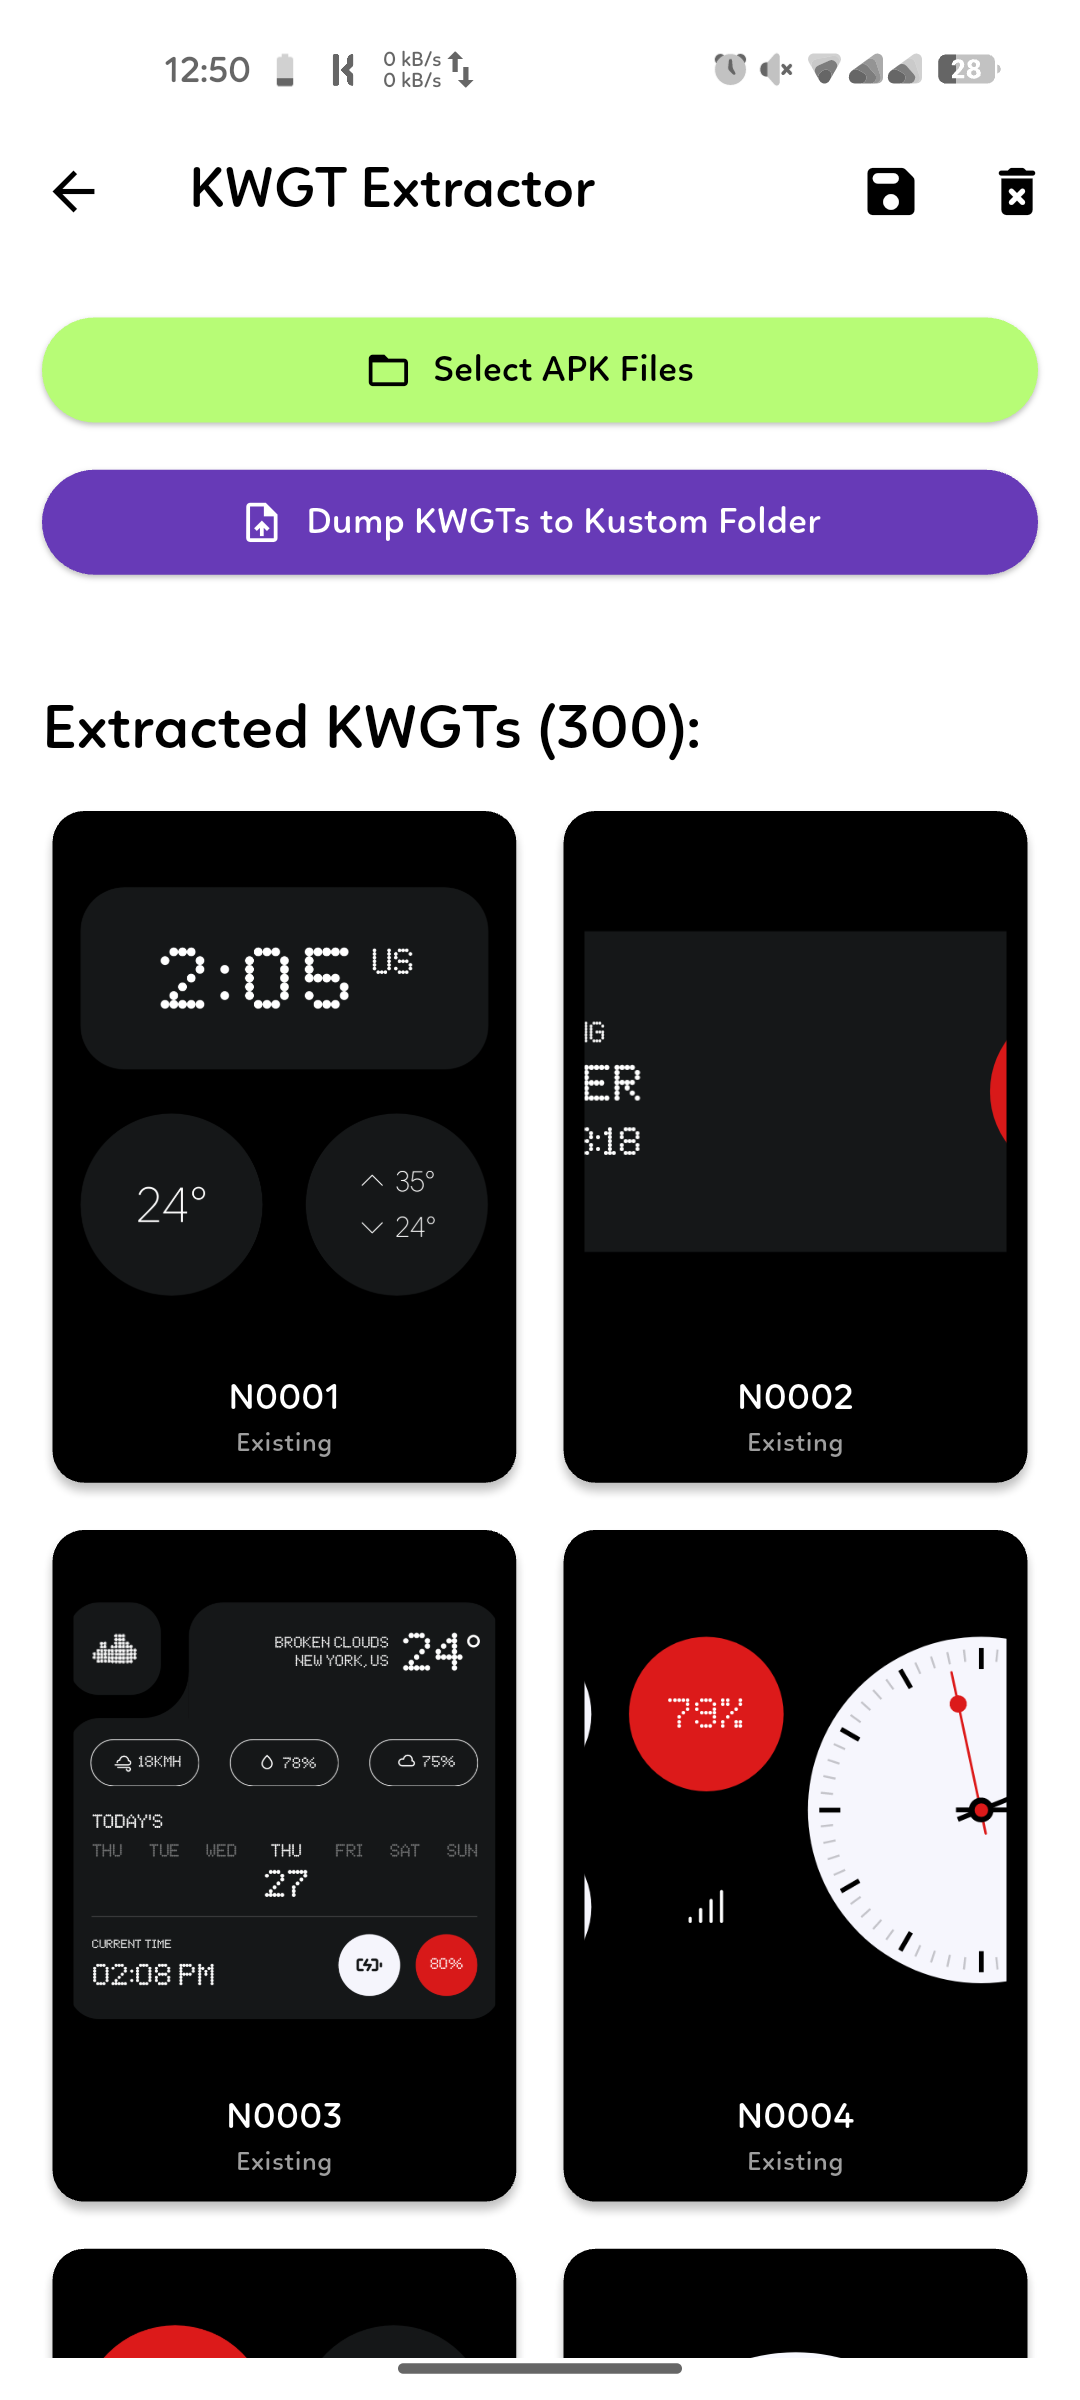 12:50
0 kB/s
0 kB/s
28
KWGT Extractor
Select APK Files
Dump KWGTs to Kustom Folder
Extracted KWGTs (300):
2:05 US
24°
35°
24°
N0001
Existing
IG
ER
3:18
N0002
Existing
BROKEN CLOUDS
NEW YORK, US
24°
18KMH
78%
75%
TODAY'S
THU TUE WED THU FRI SAT SUN
27
CURRENT TIME
02:08 PM
80%
N0003
Existing
79%
N0004
Existing